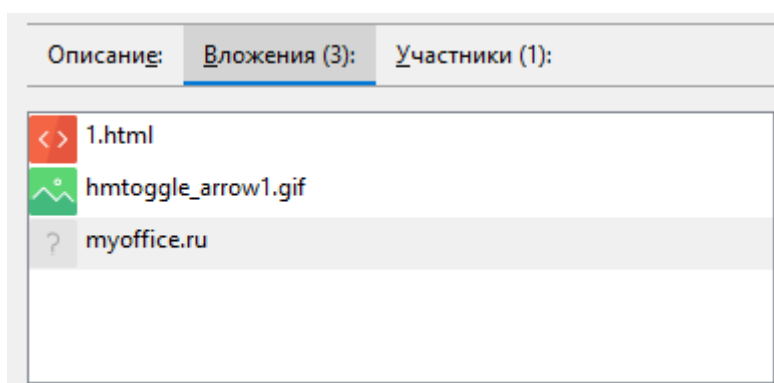 Описание: Вложения (3): Участники (1):
1.html
hmtoggle_arrow1.gif
myoffice.ru